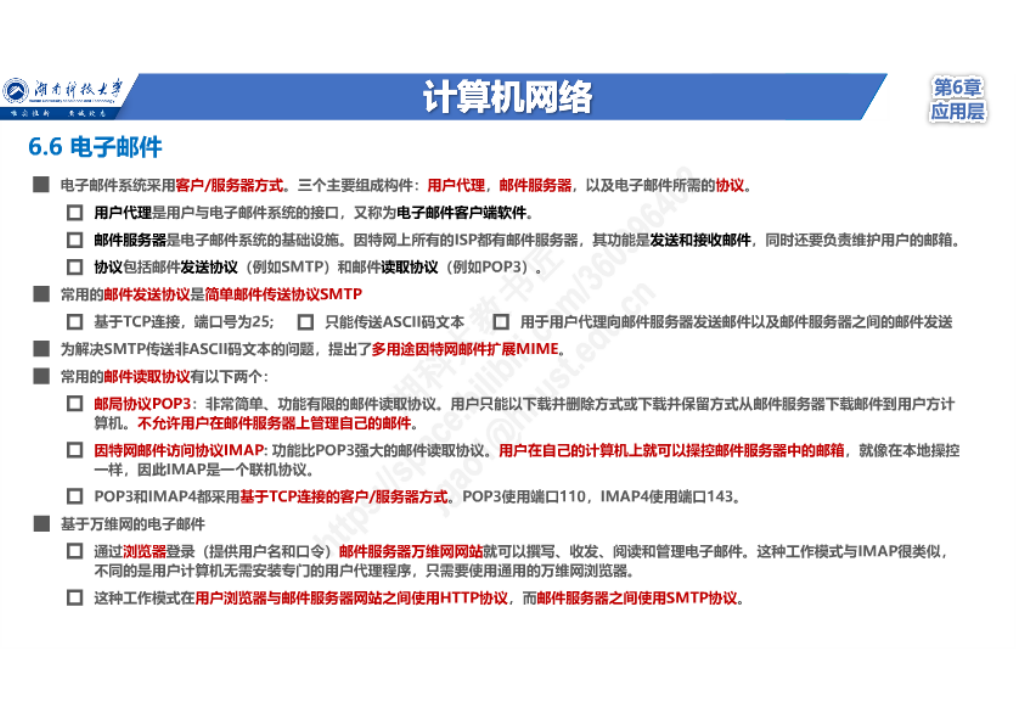 湖南科技大学
唯实惟新 至诚致志
计算机网络
第6章
应用层
6.6 电子邮件
电子邮件系统采用客户/服务器方式。三个主要组成构件：用户代理，邮件服务器，以及电子邮件所需的协议。
用户代理是用户与电子邮件系统的接口，又称为电子邮件客户端软件。
邮件服务器是电子邮件系统的基础设施。因特网上所有的ISP都有邮件服务器，其功能是发送和接收邮件，同时还要负责维护用户的邮箱。
协议包括邮件发送协议（例如SMTP）和邮件读取协议（例如POP3）。
常用的邮件发送协议是简单邮件传送协议SMTP
基于TCP连接，端口号为25; 只能传送ASCII码文本 用于用户代理向邮件服务器发送邮件以及邮件服务器之间的邮件发送
为解决SMTP传送非ASCII码文本的问题，提出了多用途因特网邮件扩展MIME。
常用的邮件读取协议有以下两个：
邮局协议POP3：非常简单、功能有限的邮件读取协议。用户只能以下载并删除方式或下载并保留方式从邮件服务器下载邮件到用户方计
算机。不允许用户在邮件服务器上管理自己的邮件。
因特网邮件访问协议IMAP: 功能比POP3强大的邮件读取协议。用户在自己的计算机上就可以操控邮件服务器中的邮箱，就像在本地操控
一样，因此IMAP是一个联机协议。
POP3和IMAP4都采用基于TCP连接的客户/服务器方式。POP3使用端口110，IMAP4使用端口143。
基于万维网的电子邮件
通过浏览器登录（提供用户名和口令）邮件服务器万维网网站就可以撰写、收发、阅读和管理电子邮件。这种工作模式与IMAP很类似，
不同的是用户计算机无需安装专门的用户代理程序，只需要使用通用的万维网浏览器。
这种工作模式在用户浏览器与邮件服务器网站之间使用HTTP协议，而邮件服务器之间使用SMTP协议。